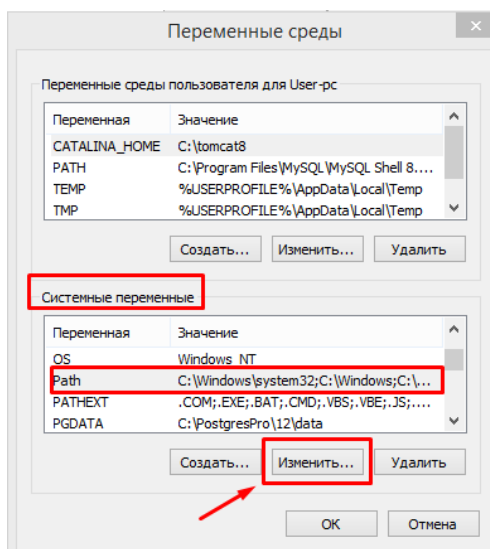 Переменные среды
Переменные среды пользователя для User-pc
Переменная Значение
CATALINA_HOME C:\tomcat8
PATH C:\Program Files\MySQL\MySQL Shell 8....
TEMP %USERPROFILE%\AppData\Local\Temp
TMP %USERPROFILE%\AppData\Local\Temp
Создать... Изменить... Удалить
Системные переменные
Переменная Значение
OS Windows_NT
Path C:\Windows\system32;C:\Windows;C:\...
PATHEXT .COM;.EXE;.BAT;.CMD;.VBS;.VBE;.JS;....
PGDATA C:\PostgresPro\12\data
Создать... Изменить... Удалить
ОК Отмена